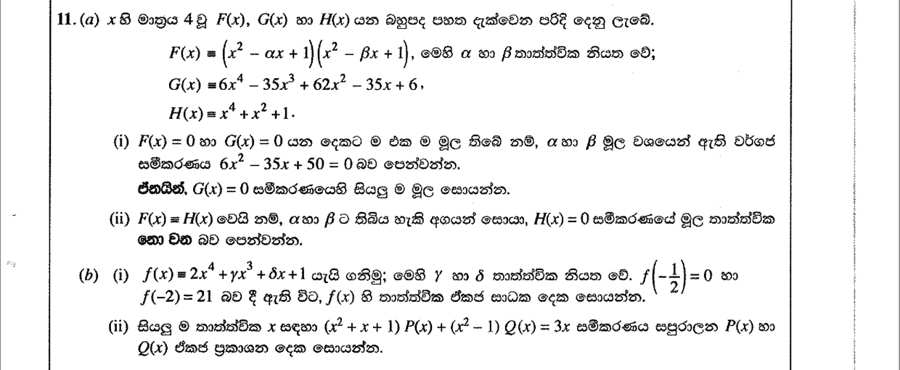 11. (a) x හි මාත්‍රය 4 වූ F(x), G(x) හා H(x) යන බහුපද පහත දැක්වෙන පරිදි දෙනු ලැබේ.
F(x) ≡ (x² − αx + 1)(x² − βx + 1), මෙහි α හා β තාත්ත්වික නියත වේ;
G(x) ≡ 6x⁴ − 35x³ + 62x² − 35x + 6,
H(x) ≡ x⁴ + x² + 1.
(i) F(x) = 0 හා G(x) = 0 යන දෙකට ම එක ම මූල තිබේ නම්, α හා β මූල වශයෙන් ඇති වර්ගජ
සමීකරණය 6x² − 35x + 50 = 0 බව පෙන්වන්න.
ඒනයින්, G(x) = 0 සමීකරණයෙහි සියලු ම මූල සොයන්න.
(ii) F(x) ≡ H(x) වෙයි නම්, α හා β ට තිබිය හැකි අගයන් සොයා, H(x) = 0 සමීකරණයේ මූල තාත්ත්වික
නො වන බව පෙන්වන්න.
(b) (i) f(x) ≡ 2x⁴ + γx³ + δx + 1 යැයි ගනිමු; මෙහි γ හා δ තාත්ත්වික නියත වේ. f(−1/2) = 0 හා
f(−2) = 21 බව දී ඇති විට, f(x) හි තාත්ත්වික ඒකජ සාධක දෙක සොයන්න.
(ii) සියලු ම තාත්ත්වික x සඳහා (x² + x + 1) P(x) + (x² − 1) Q(x) = 3x සමීකරණය සපුරාලන P(x) හා
Q(x) ඒකජ ප්‍රකාශන දෙක සොයන්න.